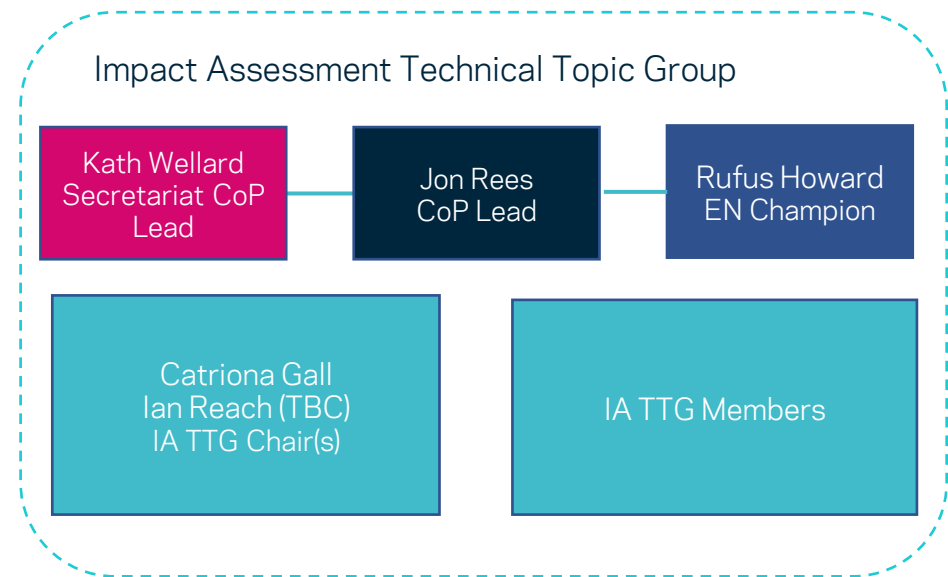 Impact Assessment Technical Topic Group
Kath Wellard
Secretariat CoP
Lead
Jon Rees
CoP Lead
Rufus Howard
EN Champion
Catriona Gall
Ian Reach (TBC)
IA TTG Chair(s)
IA TTG Members